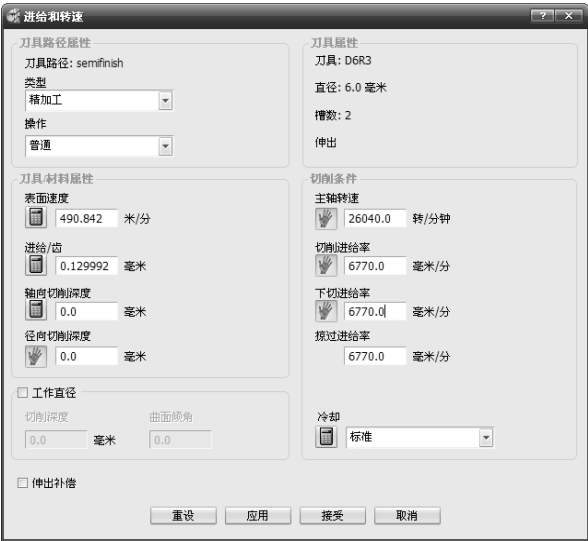 进给和转速
刀具路径属性
刀具路径: semifinish
类型
精加工
操作
普通
刀具属性
刀具: D6R3
直径: 6.0 毫米
槽数: 2
伸出
刀具/材料属性
表面速度
490.842 米/分
进给/齿
0.129992 毫米
轴向切削深度
0.0 毫米
径向切削深度
0.0 毫米
切削条件
主轴转速
26040.0 转/分钟
切削进给率
6770.0 毫米/分
下切进给率
6770.0 毫米/分
掠过进给率
6770.0 毫米/分
工作直径
切削深度 曲面倾角
0.0 毫米 0.0
冷却
标准
伸出补偿
重设 应用 接受 取消